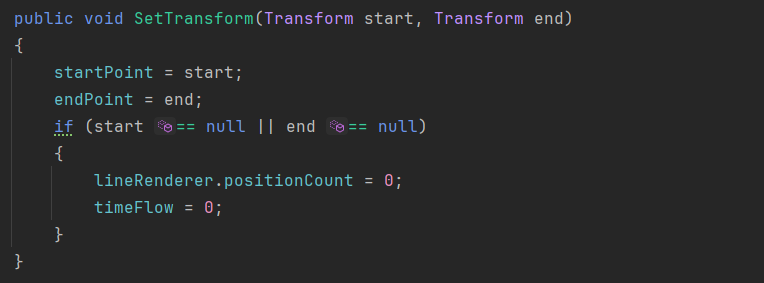 public void SetTransform(Transform start, Transform end)
{
    startPoint = start;
    endPoint = end;
    if (start == null || end == null)
    {
        lineRenderer.positionCount = 0;
        timeFlow = 0;
    }
}